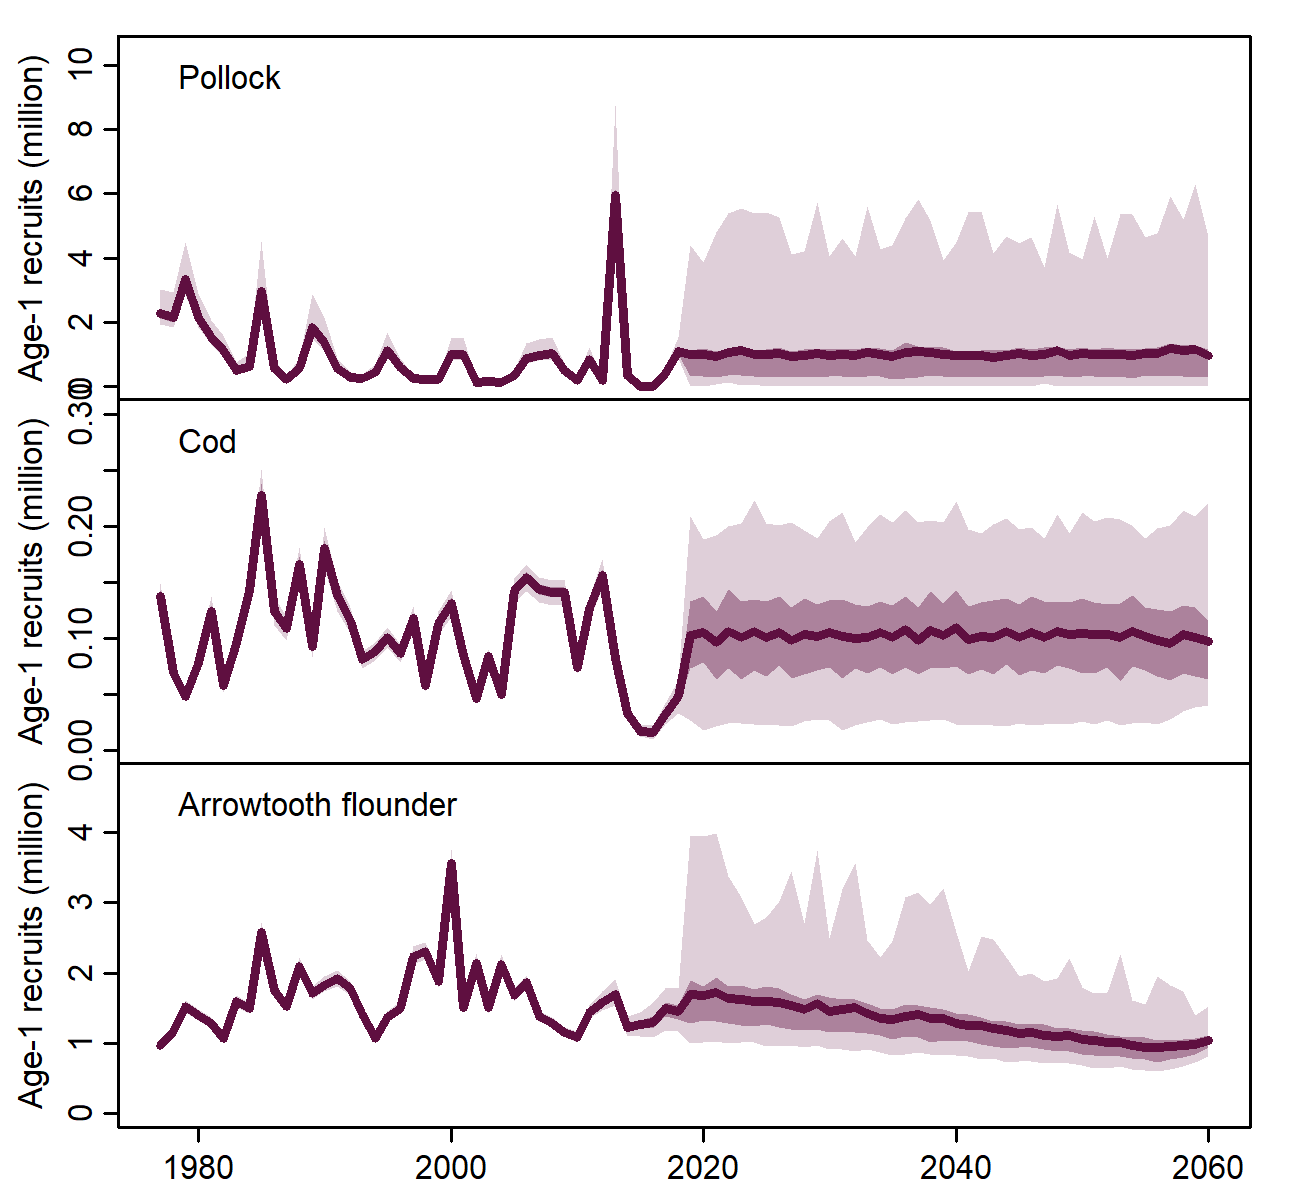 Pollock
Age-1 recruits (million)
10
8
6
4
2
0
Cod
Age-1 recruits (million)
0.30
0.20
0.10
0.00
Arrowtooth flounder
Age-1 recruits (million)
4
3
2
1
0
1980 2000 2020 2040 2060